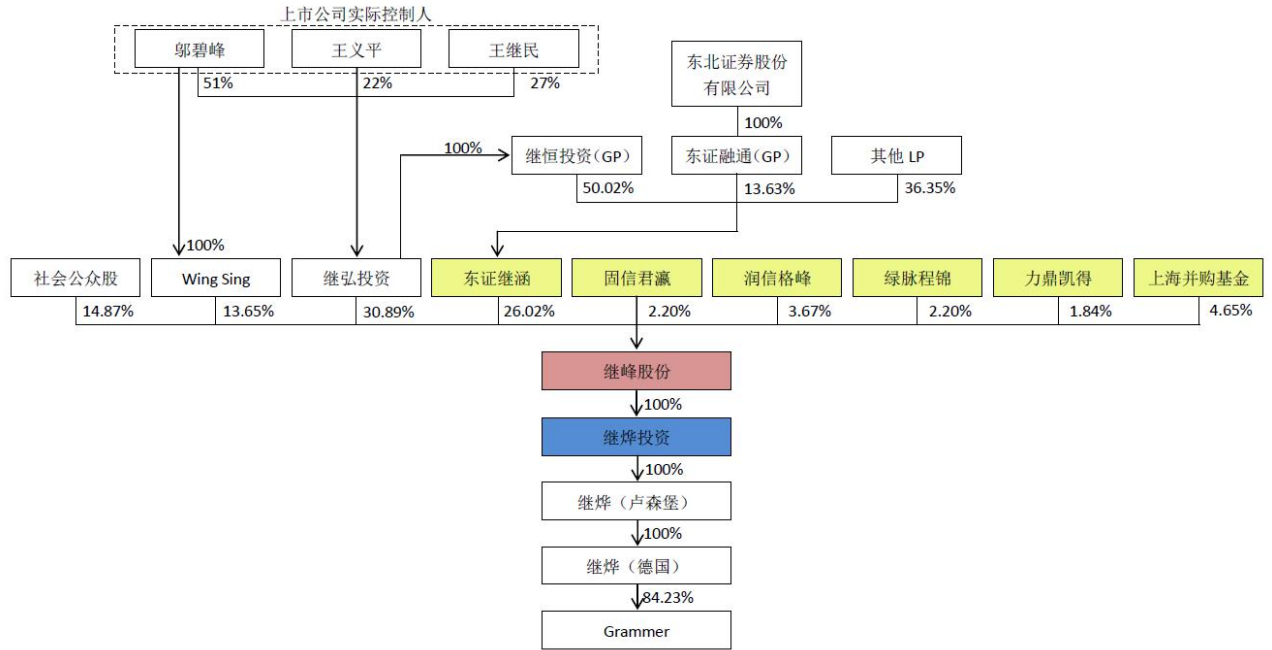 上市公司实际控制人
邬碧峰
王义平
王继民
51%
22%
27%
东北证券股份
有限公司
100%
100%
继恒投资(GP)
东证融通(GP)
其他 LP
50.02%
13.63%
36.35%
100%
社会公众股
Wing Sing
继弘投资
东证继涵
固信君瀛
润信格峰
绿脉程锦
力鼎凯得
上海并购基金
14.87%
13.65%
30.89%
26.02%
2.20%
3.67%
2.20%
1.84%
4.65%
继峰股份
100%
继烨投资
100%
继烨（卢森堡）
100%
继烨（德国）
84.23%
Grammer